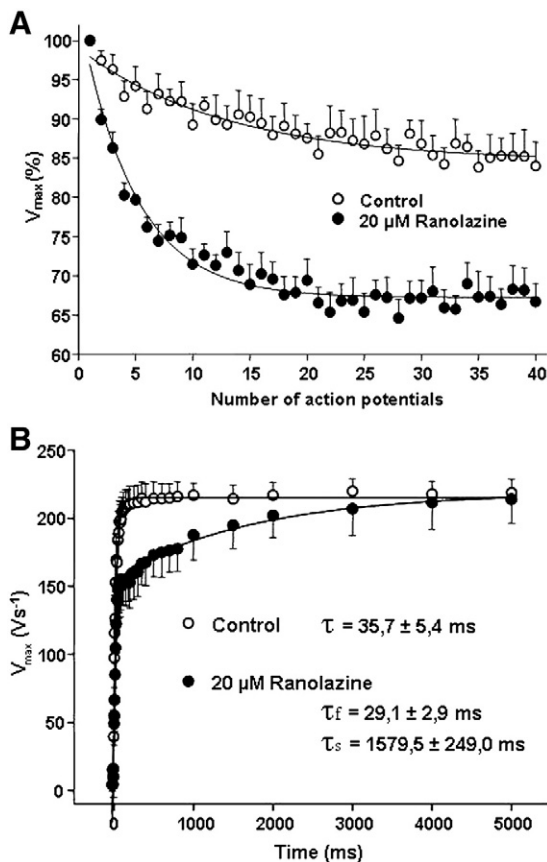 A
100
95
90
85
80
75
70
65
60
V max (%)
Control
20 µM Ranolazine
0 5 10 15 20 25 30 35 40
Number of action potentials
B
250
200
150
100
50
0
V max (Vs-1)
Control τ = 35,7 ± 5,4 ms
20 µM Ranolazine
τf = 29,1 ± 2,9 ms
τs = 1579,5 ± 249,0 ms
0 1000 2000 3000 4000 5000
Time (ms)